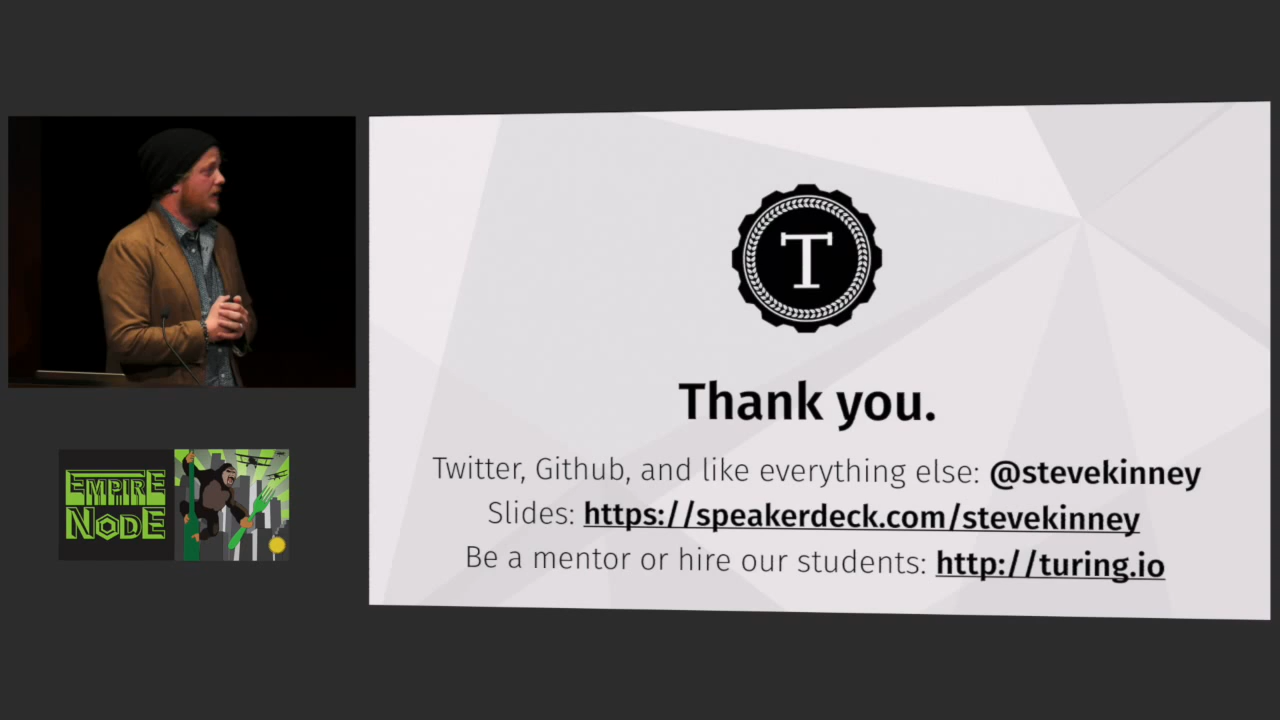 EMPIRE
NODE
T
Thank you.
Twitter, Github, and like everything else: @stevekinney
Slides: https://speakerdeck.com/stevekinney
Be a mentor or hire our students: http://turing.io